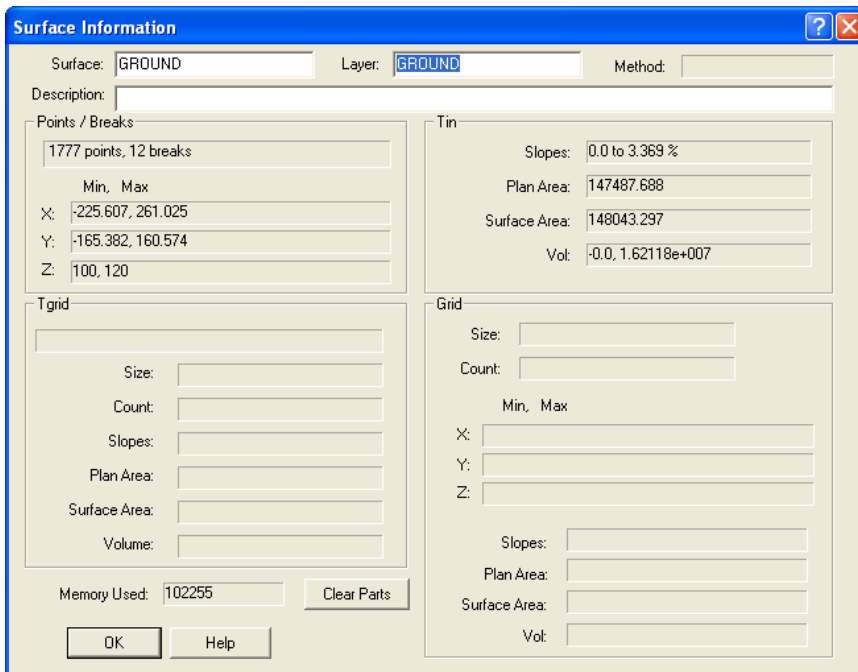 Surface Information
Surface: GROUND Layer: GROUND Method:
Description:
Points / Breaks
1777 points, 12 breaks
Min, Max
X: -225.607, 261.025
Y: -165.382, 160.574
Z: 100, 120
Tin
Slopes: 0.0 to 3.369 %
Plan Area: 147487.688
Surface Area: 148043.297
Vol: -0.0, 1.62118e+007
Tgrid
Size:
Count:
Slopes:
Plan Area:
Surface Area:
Volume:
Grid
Size:
Count:
Min, Max
X:
Y:
Z:
Slopes:
Plan Area:
Surface Area:
Vol:
Memory Used: 102255 Clear Parts
OK Help